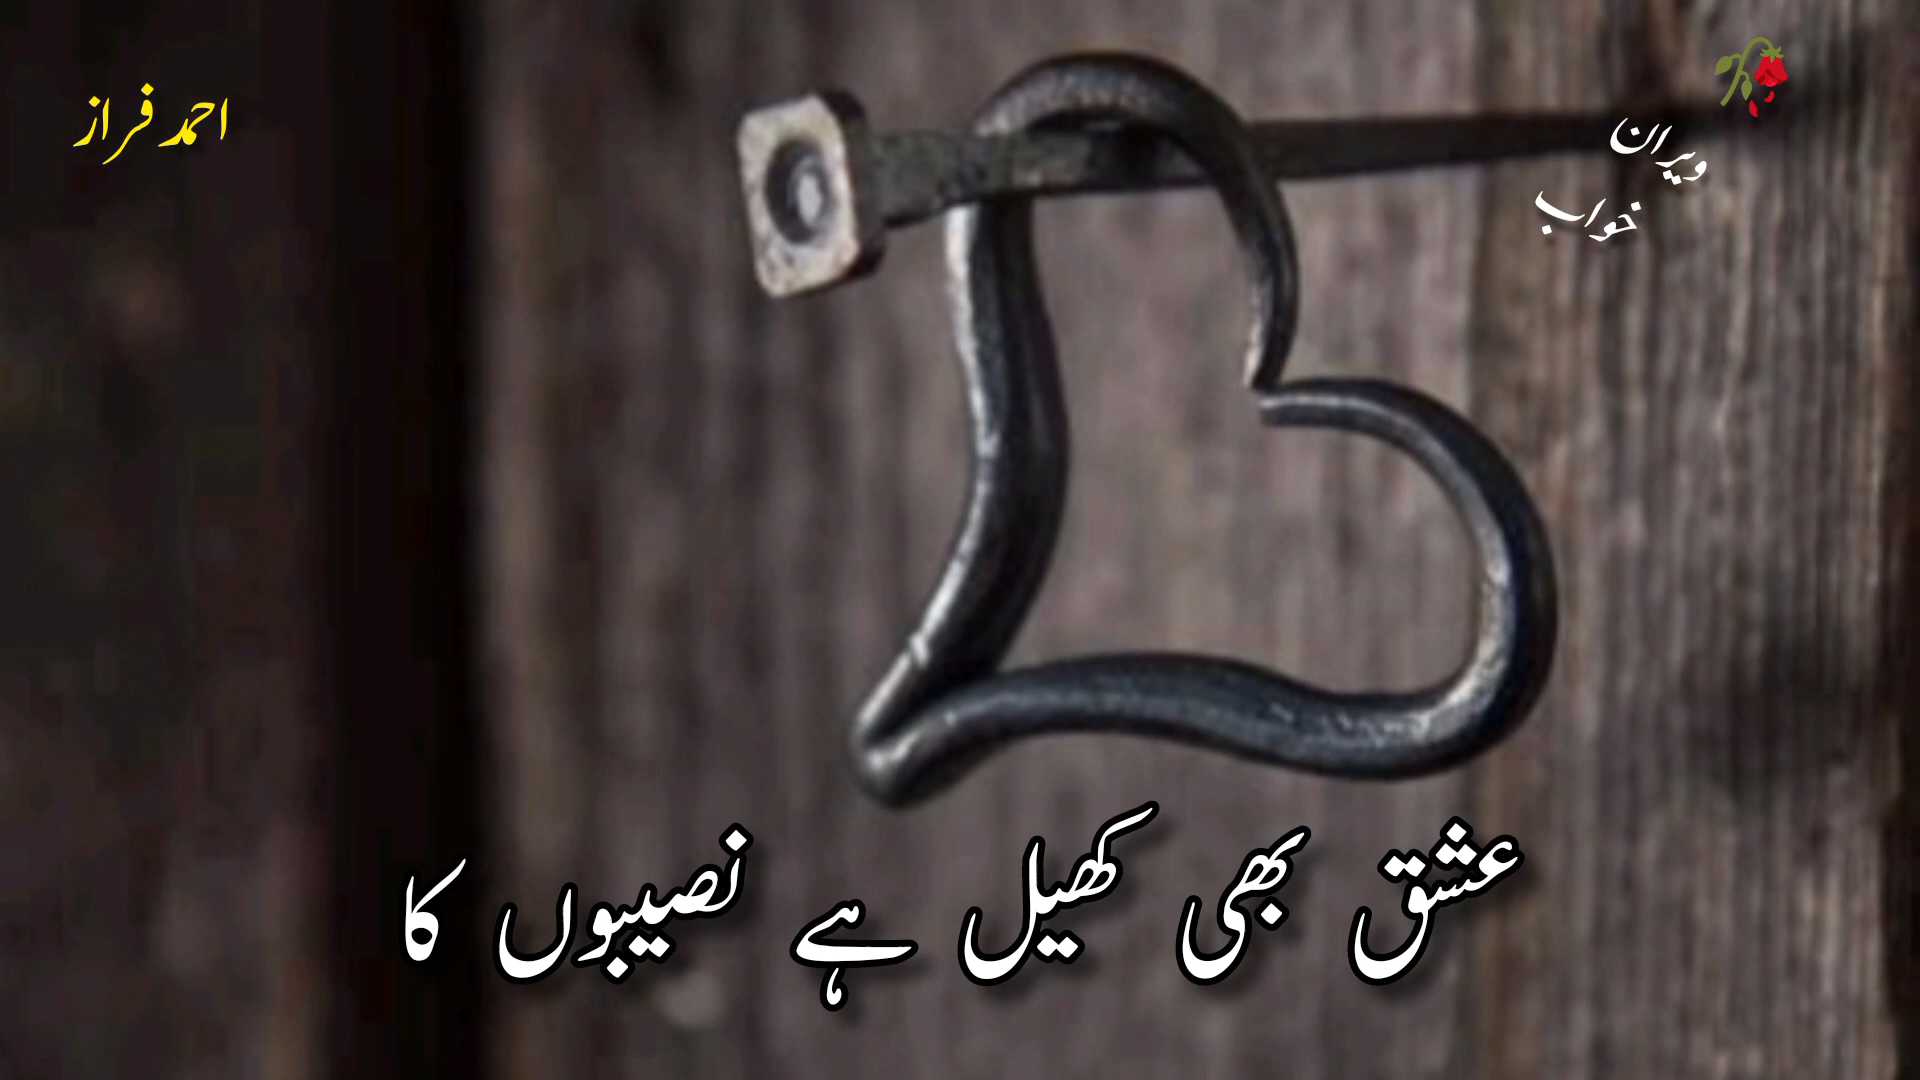 احمد فراز
ویران
خواب
عشق بھی کھیل ہے نصیبوں کا